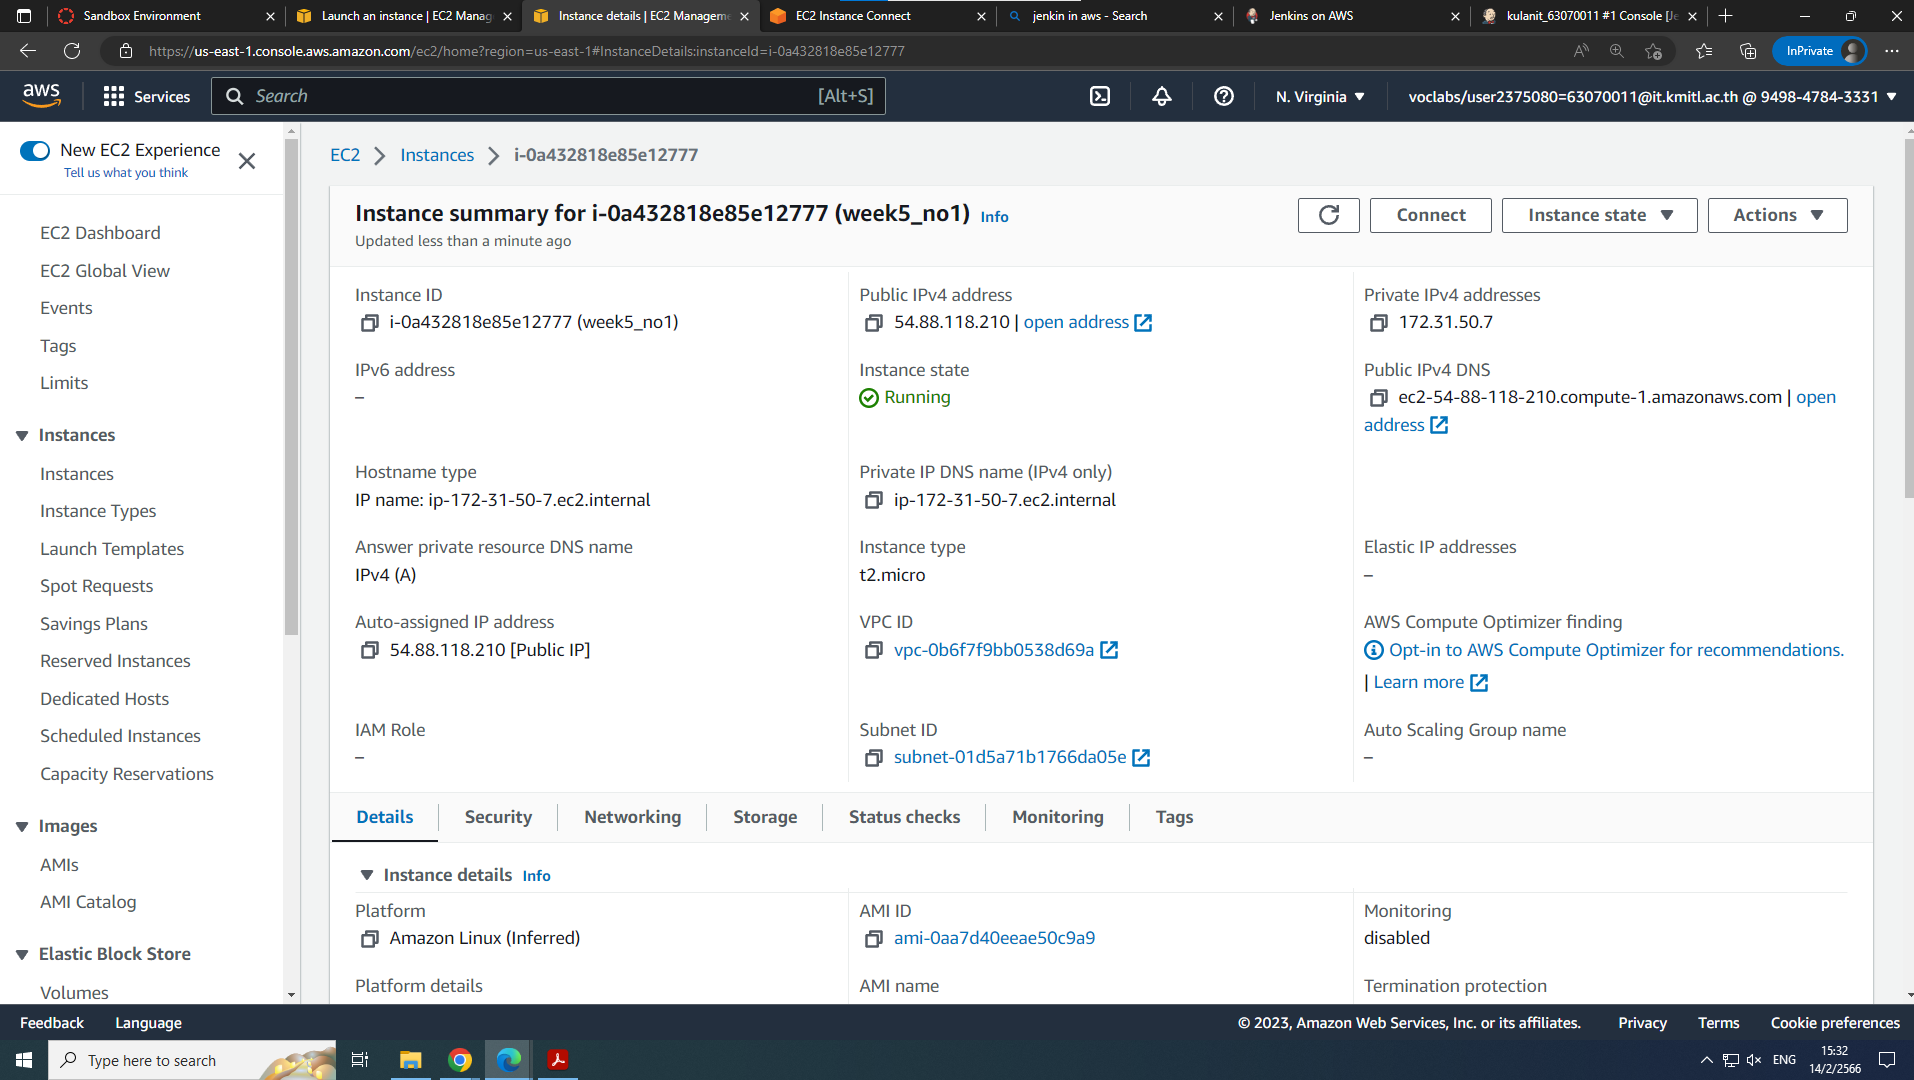 Sandbox Environment
Launch an instance | EC2 Manag
Instance details | EC2 Managem
EC2 Instance Connect
jenkin in aws - Search
Jenkins on AWS
kulanit_63070011 #1 Console [Je
https://us-east-1.console.aws.amazon.com/ec2/home?region=us-east-1#InstanceDetails:instanceId=i-0a432818e85e12777
InPrivate
aws
Services
Search
[Alt+S]
N. Virginia
voclabs/user2375080=63070011@it.kmitl.ac.th @ 9498-4784-3331
New EC2 Experience
Tell us what you think
EC2 Dashboard
EC2 Global View
Events
Tags
Limits
Instances
Instances
Instance Types
Launch Templates
Spot Requests
Savings Plans
Reserved Instances
Dedicated Hosts
Scheduled Instances
Capacity Reservations
Images
AMIs
AMI Catalog
Elastic Block Store
Volumes
EC2
Instances
i-0a432818e85e12777
Instance summary for i-0a432818e85e12777 (week5_no1) Info
Updated less than a minute ago
Connect
Instance state
Actions
Instance ID
i-0a432818e85e12777 (week5_no1)
Public IPv4 address
54.88.118.210 | open address
Private IPv4 addresses
172.31.50.7
IPv6 address
–
Instance state
Running
Public IPv4 DNS
ec2-54-88-118-210.compute-1.amazonaws.com | open
address
Hostname type
IP name: ip-172-31-50-7.ec2.internal
Private IP DNS name (IPv4 only)
ip-172-31-50-7.ec2.internal
Answer private resource DNS name
IPv4 (A)
Instance type
t2.micro
Elastic IP addresses
–
Auto-assigned IP address
54.88.118.210 [Public IP]
VPC ID
vpc-0b6f7f9bb0538d69a
AWS Compute Optimizer finding
Opt-in to AWS Compute Optimizer for recommendations.
| Learn more
IAM Role
–
Subnet ID
subnet-01d5a71b1766da05e
Auto Scaling Group name
–
Details
Security
Networking
Storage
Status checks
Monitoring
Tags
Instance details Info
Platform
Amazon Linux (Inferred)
AMI ID
ami-0aa7d40eeae50c9a9
Monitoring
disabled
Platform details
AMI name
Termination protection
Feedback
Language
© 2023, Amazon Web Services, Inc. or its affiliates.
Privacy
Terms
Cookie preferences
Type here to search
ENG
15:32
14/2/2566